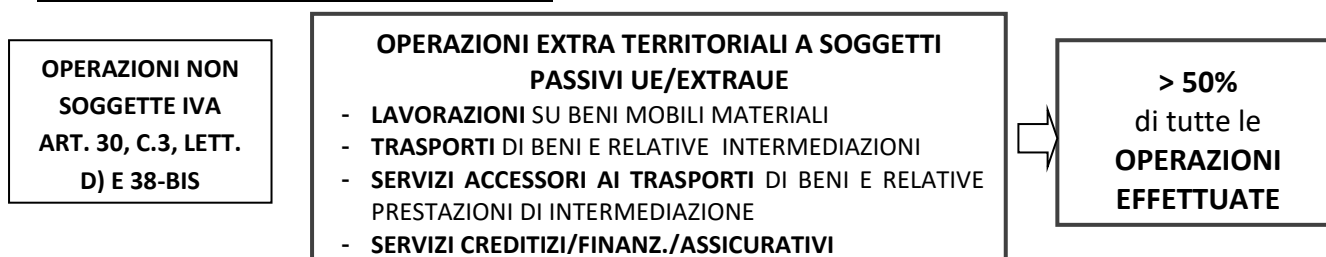 OPERAZIONI NON
SOGGETTE IVA
ART. 30, C.3, LETT.
D) E 38-BIS
OPERAZIONI EXTRA TERRITORIALI A SOGGETTI
PASSIVI UE/EXTRAUE
- LAVORAZIONI SU BENI MOBILI MATERIALI
- TRASPORTI DI BENI E RELATIVE INTERMEDIAZIONI
- SERVIZI ACCESSORI AI TRASPORTI DI BENI E RELATIVE
PRESTAZIONI DI INTERMEDIAZIONE
- SERVIZI CREDITIZI/FINANZ./ASSICURATIVI
> 50%
di tutte le
OPERAZIONI
EFFETTUATE